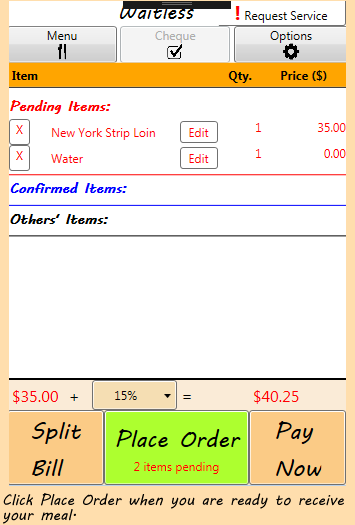 Waitless
! Request Service
Menu Cheque Options
Item Qty. Price ($)
Pending Items:
X New York Strip Loin Edit 1 35.00
X Water Edit 1 0.00
Confirmed Items:
Others' Items:
$35.00 + 15% = $40.25
Split Bill
Place Order
2 items pending
Pay Now
Click Place Order when you are ready to receive
your meal.